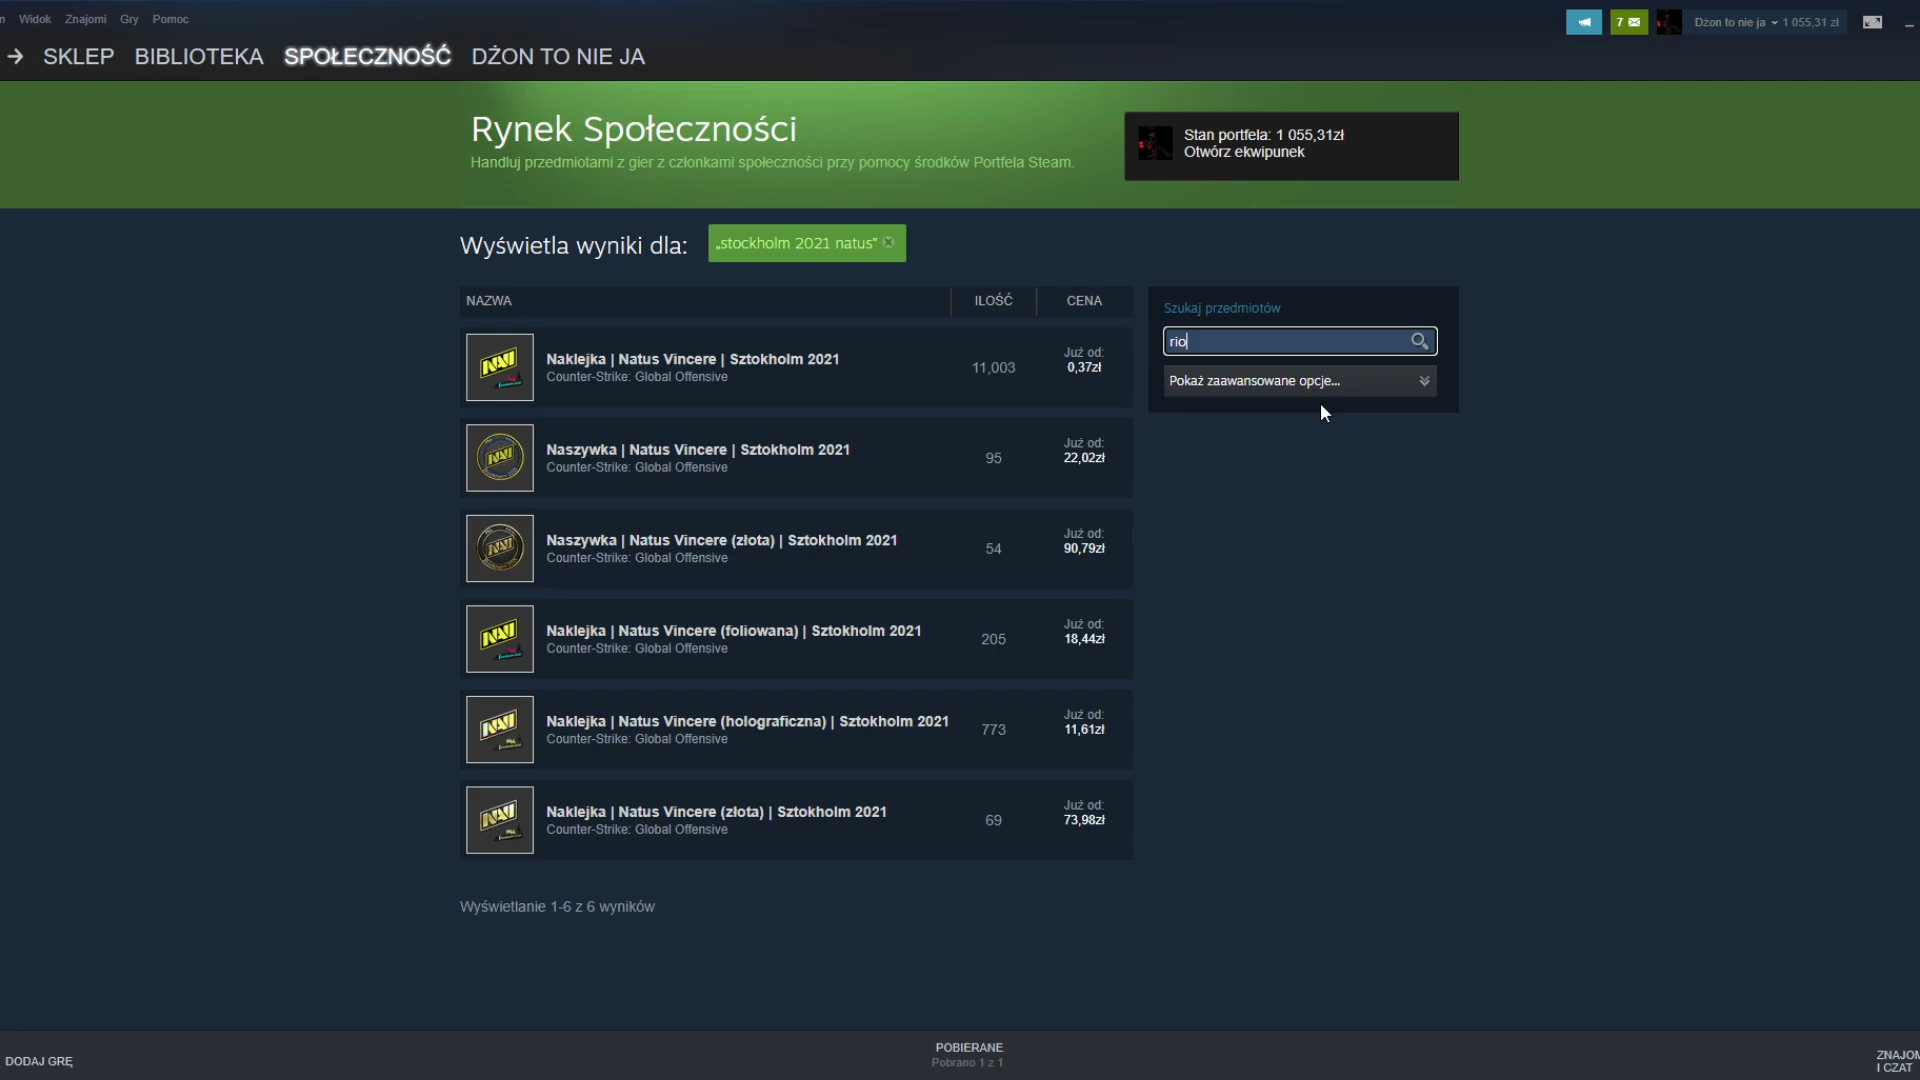 Widok Znajomi Gry Pomoc
7
Dżon to nie ja 1 055,31 zł
SKLEP BIBLIOTEKA SPOŁECZNOŚĆ DŻON TO NIE JA
Rynek Społeczności
Handluj przedmiotami z gier z członkami społeczności przy pomocy środków Portfela Steam.
Stan portfela: 1 055,31zł
Otwórz ekwipunek
Wyświetla wyniki dla: „stockholm 2021 natus”
NAZWA ILOŚĆ CENA
Naklejka | Natus Vincere | Sztokholm 2021
Counter-Strike: Global Offensive
11,003
Już od:
0,37zł
Naszywka | Natus Vincere | Sztokholm 2021
Counter-Strike: Global Offensive
95
Już od:
22,02zł
Naszywka | Natus Vincere (złota) | Sztokholm 2021
Counter-Strike: Global Offensive
54
Już od:
90,79zł
Naklejka | Natus Vincere (foliowana) | Sztokholm 2021
Counter-Strike: Global Offensive
205
Już od:
18,44zł
Naklejka | Natus Vincere (holograficzna) | Sztokholm 2021
Counter-Strike: Global Offensive
773
Już od:
11,61zł
Naklejka | Natus Vincere (złota) | Sztokholm 2021
Counter-Strike: Global Offensive
69
Już od:
73,98zł
Wyświetlanie 1-6 z 6 wyników
Szukaj przedmiotów
rio
Pokaż zaawansowane opcje...
DODAJ GRĘ
POBIERANE
Pobrano 1 z 1
ZNAJOM
I CZAT